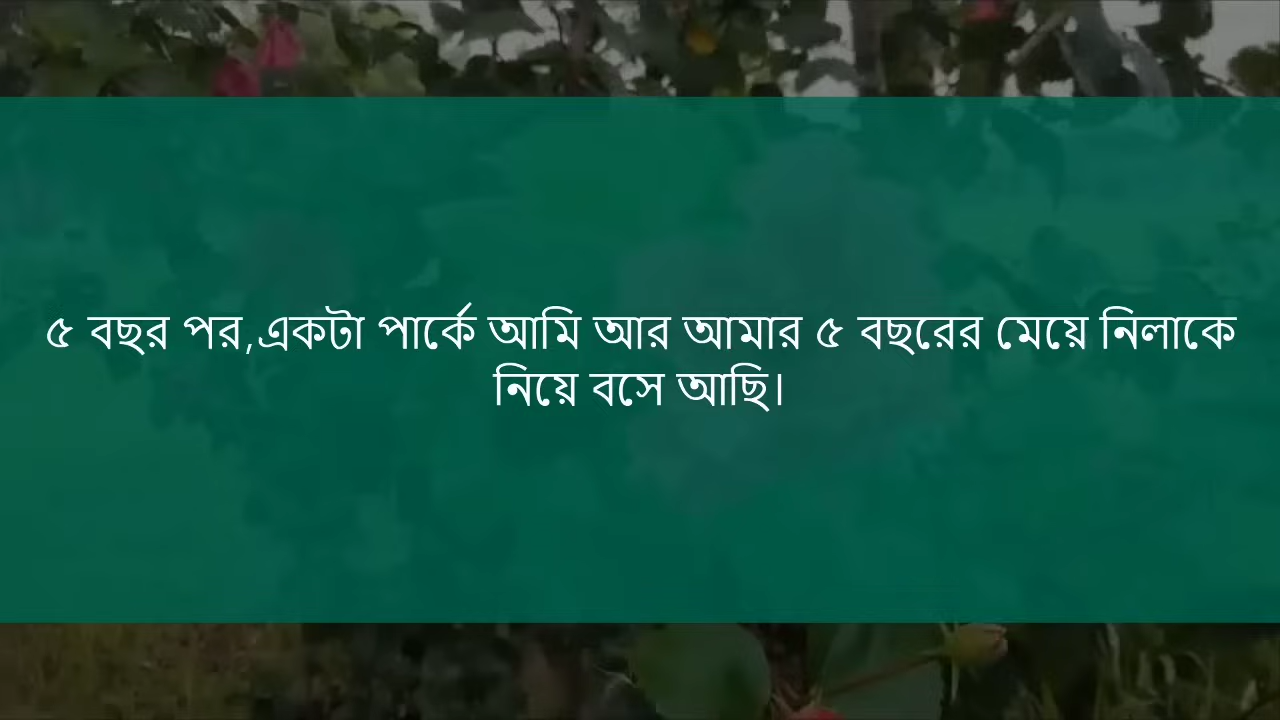 ৫ বছর পর,একটা পার্কে আমি আর আমার ৫ বছরের মেয়ে নিলাকে
নিয়ে বসে আছি।